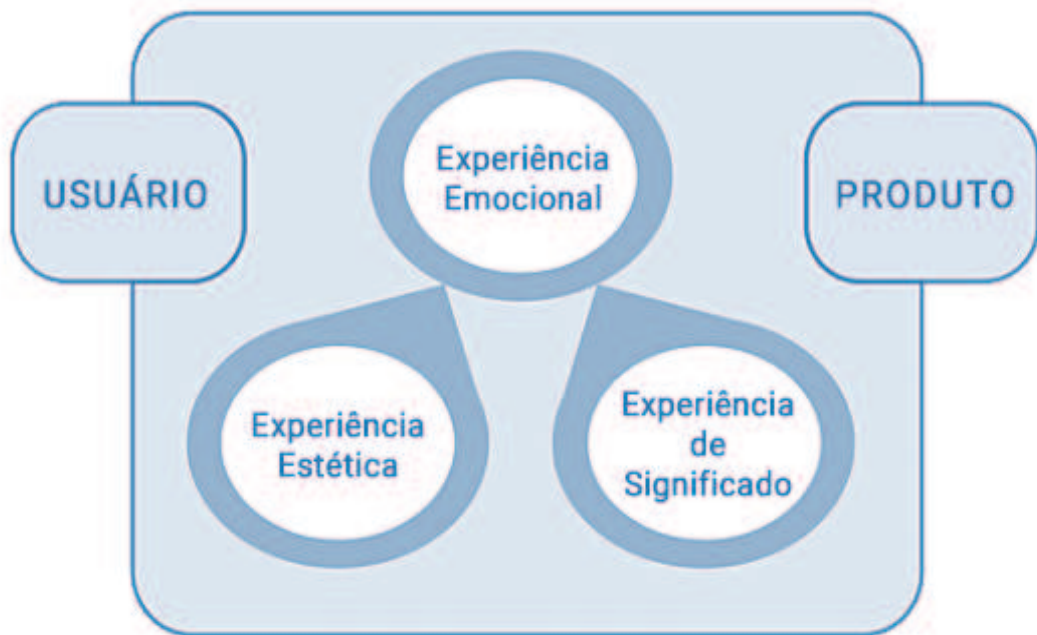 Experiência
Emocional
USUÁRIO
PRODUTO
Experiência
Estética
Experiência
de
Significado